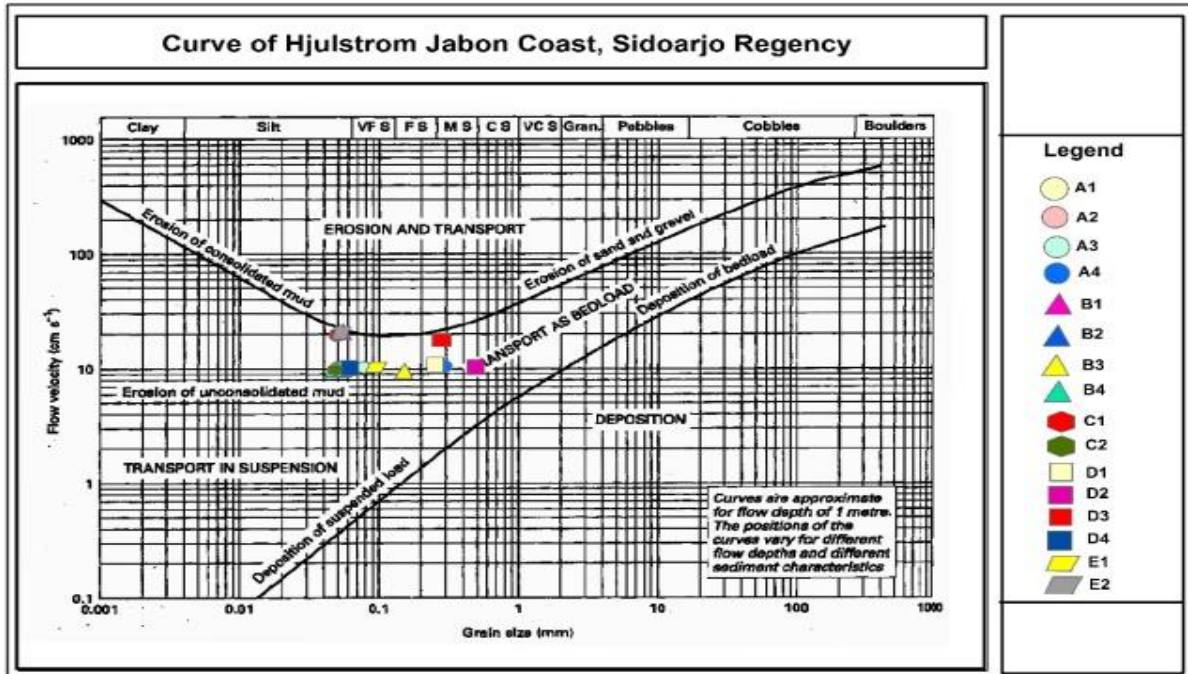 Curve of Hjulstrom Jabon Coast, Sidoarjo Regency
Clay Silt VF S F S M S C S VC S Gran. Pebbles Cobbles Boulders
1000
100
10
1
0.1
Flow velocity (cm s⁻¹)
EROSION AND TRANSPORT
Erosion of consolidated mud
Erosion of sand and gravel
Deposition of bedload
TRANSPORT AS BEDLOAD
Erosion of unconsolidated mud
DEPOSITION
TRANSPORT IN SUSPENSION
Deposition of suspended load
Curves are approximate
for flow depth of 1 metre.
The positions of the
curves vary for different
flow depths and different
sediment characteristics
0.001 0.01 0.1 1 10 100 1000
Grain size (mm)
Legend
A1
A2
A3
A4
B1
B2
B3
B4
C1
C2
D1
D2
D3
D4
E1
E2